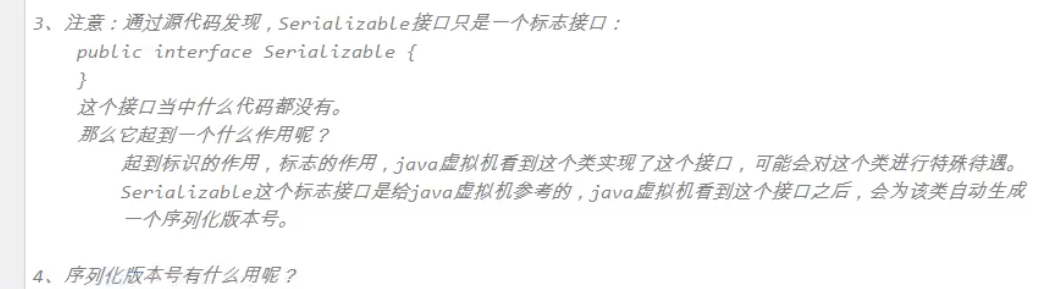 3、注意：通过源代码发现，Serializable接口只是一个标志接口：
public interface Serializable {
}
这个接口当中什么代码都没有。
那么它起到一个什么作用呢？
起到标识的作用，标志的作用，java虚拟机看到这个类实现了这个接口，可能会对这个类进行特殊待遇。
Serializable这个标志接口是给java虚拟机参考的，java虚拟机看到这个接口之后，会为该类自动生成
一个序列化版本号。
4、序列化版本号有什么用呢？